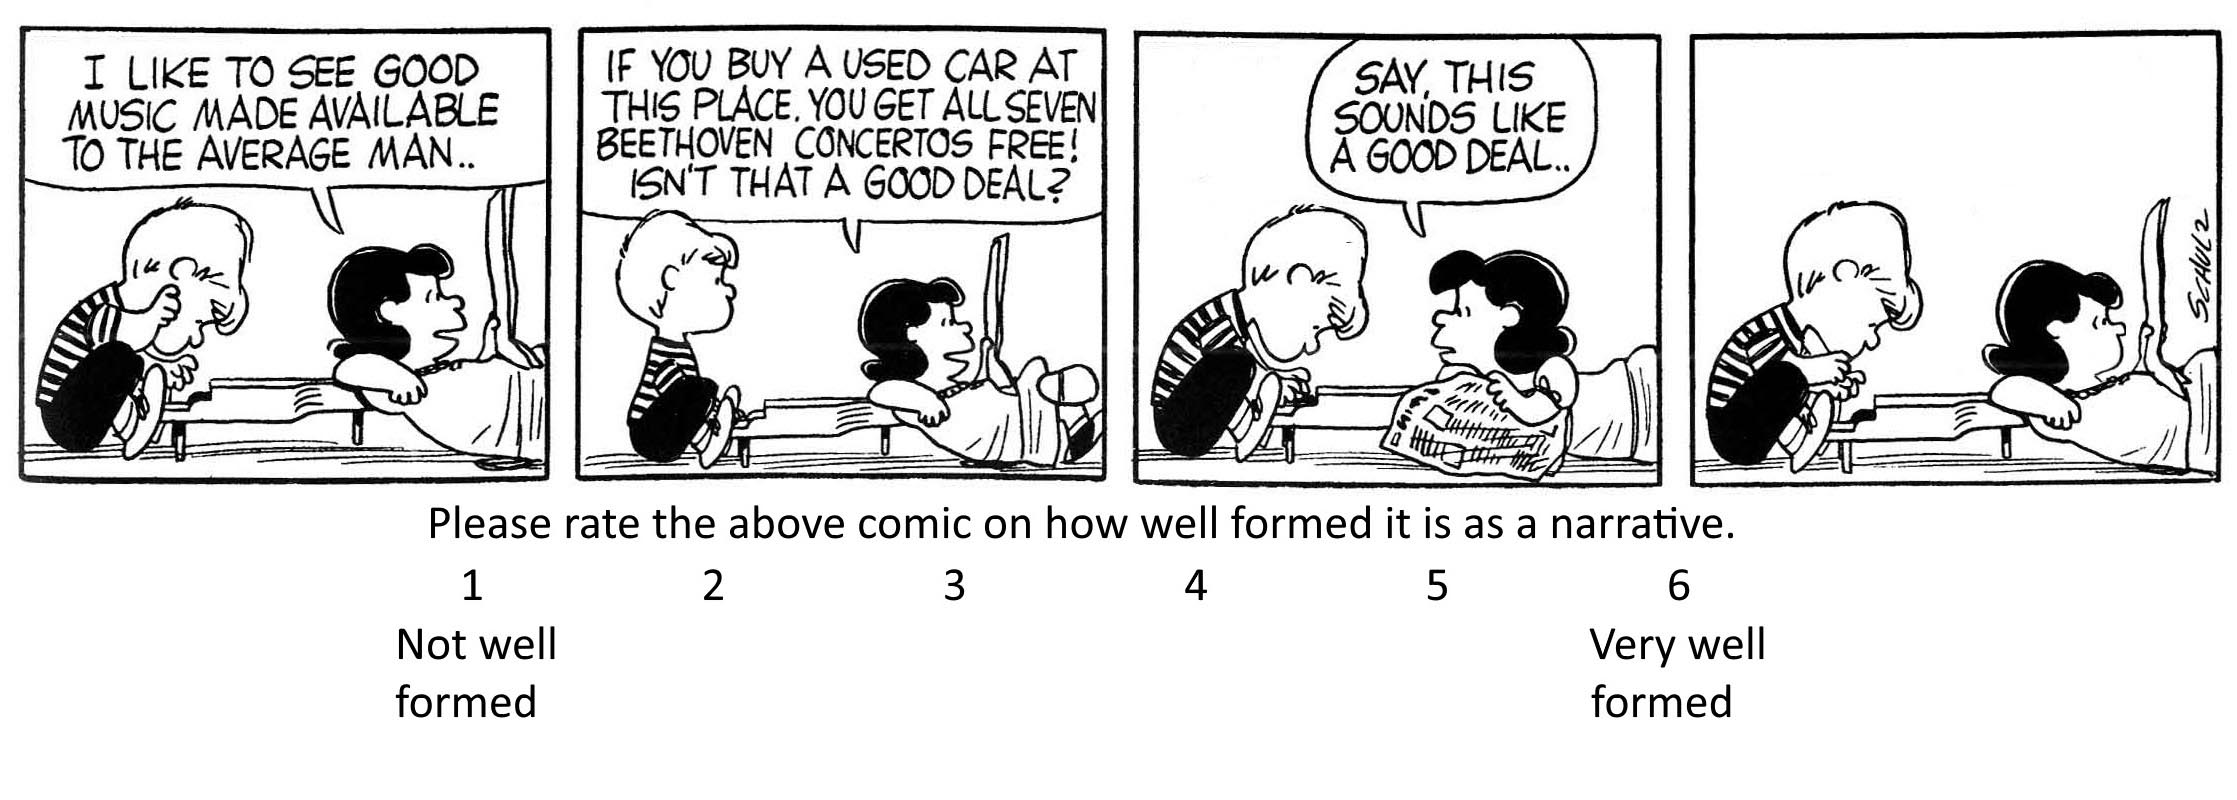 I LIKE TO SEE GOOD
MUSIC MADE AVAILABLE
TO THE AVERAGE MAN..
IF YOU BUY A USED CAR AT
THIS PLACE. YOU GET ALL SEVEN
BEETHOVEN CONCERTOS FREE!
ISN'T THAT A GOOD DEAL?
SAY, THIS
SOUNDS LIKE
A GOOD DEAL..
SCHULZ
Please rate the above comic on how well formed it is as a narrative.
1 2 3 4 5 6
Not well
formed
Very well
formed